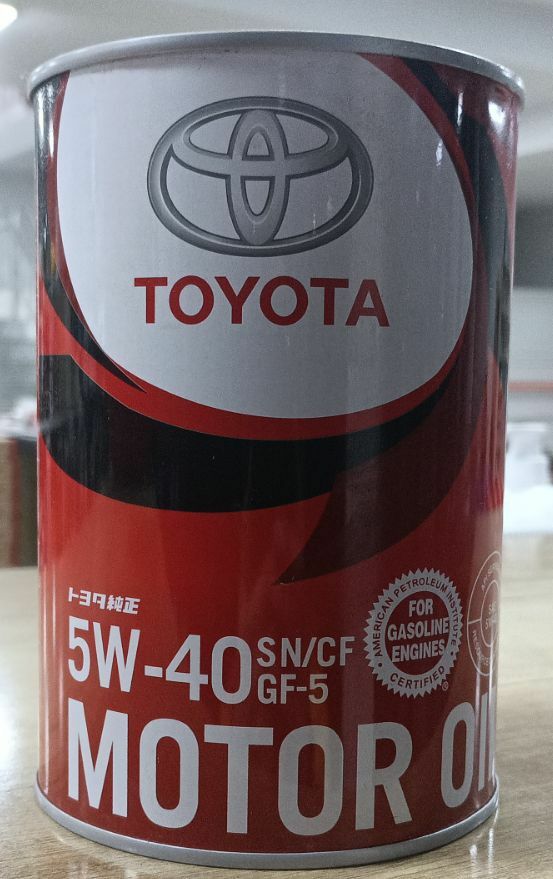 TOYOTA
トヨタ純正
5W-40 SN/CF
GF-5
AMERICAN PETROLEUM INSTITUTE
FOR
GASOLINE
ENGINES
CERTIFIED
MOTOR OIL